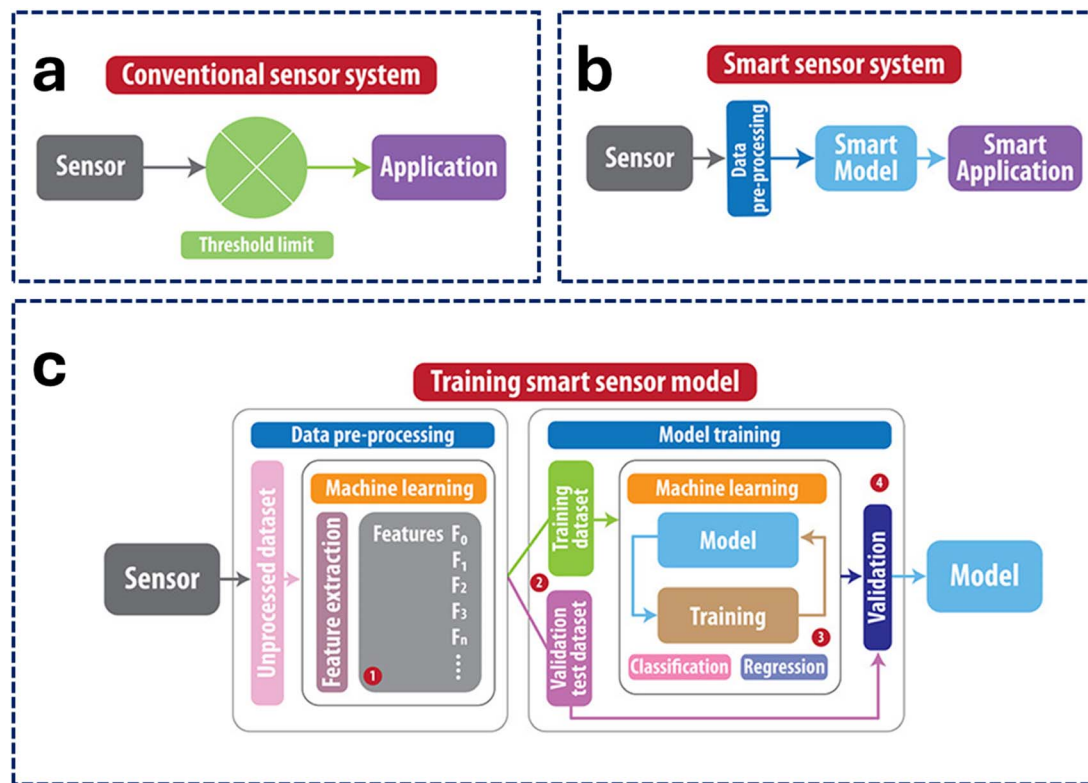 a
Conventional sensor system
Sensor
Application
Threshold limit
b
Smart sensor system
Sensor
Data
pre-processing
Smart
Model
Smart
Application
c
Training smart sensor model
Data pre-processing
Model training
Sensor
Unprocessed dataset
Machine learning
Feature extraction
Features F0
F1
F2
F3
Fn
⋮
1
2
Training
dataset
Validation
test dataset
Machine learning
Model
Training
3
Classification
Regression
4
Validation
Model